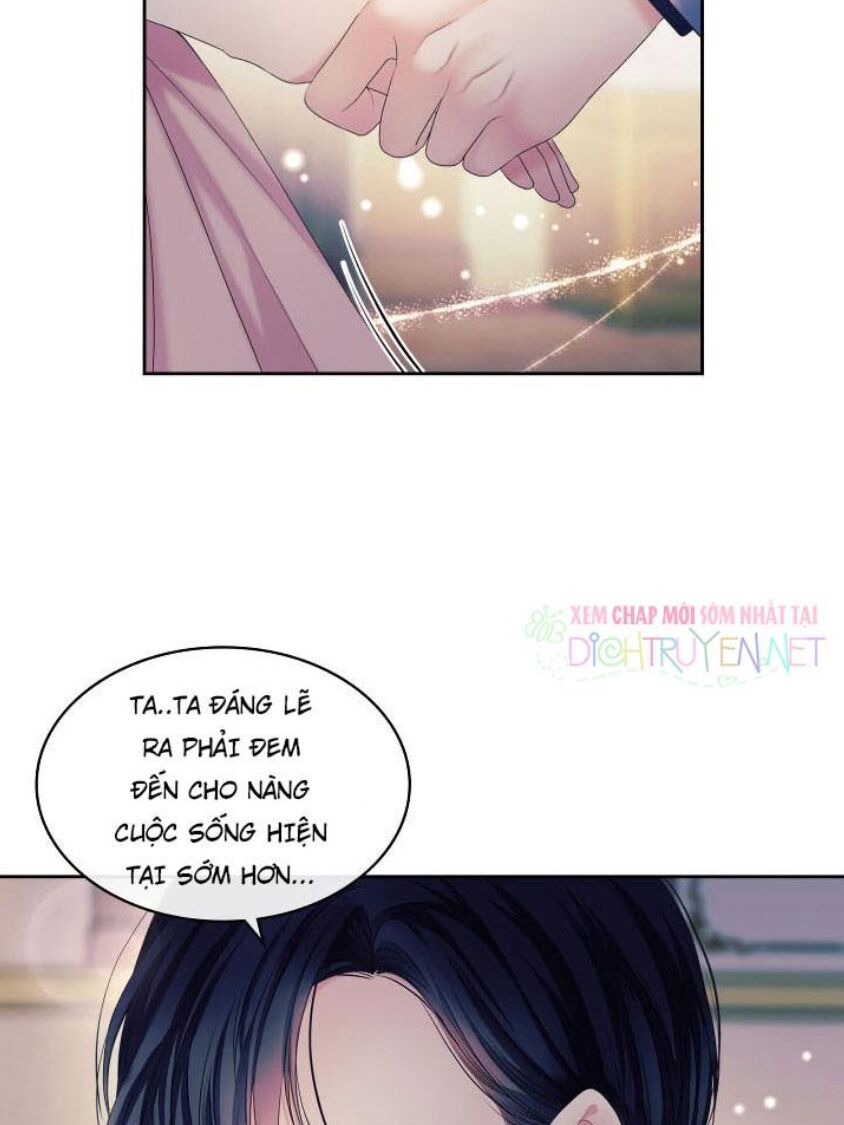 XEM CHAP MỚI SỚM NHẤT TẠI
DICHTRUYEN.NET
TA..TA ĐÁNG LẼ
RA PHẢI ĐEM
ĐẾN CHO NÀNG
CUỘC SỐNG HIỆN
TẠI SỚM HƠN...